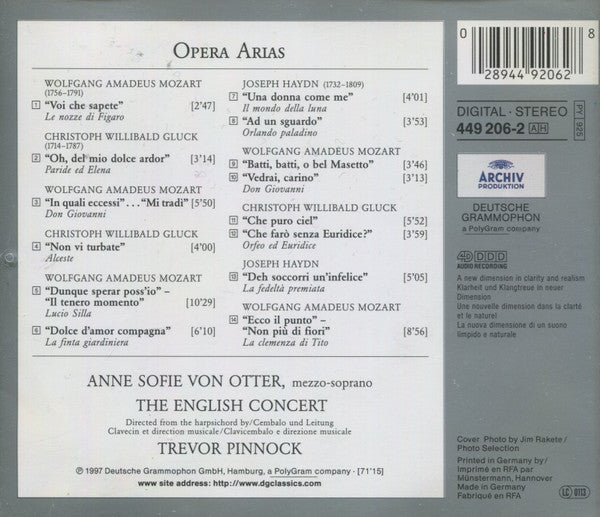 OPERA ARIAS
WOLFGANG AMADEUS MOZART
(1756–1791)
1 “Voi che sapete” [2'47]
Le nozze di Figaro
CHRISTOPH WILLIBALD GLUCK
(1714–1787)
2 “Oh, del mio dolce ardor” [3'14]
Paride ed Elena
WOLFGANG AMADEUS MOZART
3 “In quali eccessi” . . . “Mi tradì” [5'50]
Don Giovanni
CHRISTOPH WILLIBALD GLUCK
4 “Non vi turbate” [4'00]
Alceste
WOLFGANG AMADEUS MOZART
5 “Dunque sperar poss'io” –
“Il tenero momento” [10'29]
Lucio Silla
6 “Dolce d'amor compagna” [6'10]
La finta giardiniera
JOSEPH HAYDN (1732–1809)
7 “Una donna come me” [4'01]
Il mondo della luna
8 “Ad un sguardo” [3'53]
Orlando paladino
WOLFGANG AMADEUS MOZART
9 “Batti, batti, o bel Masetto” [3'46]
10 “Vedrai, carino” [3'13]
Don Giovanni
CHRISTOPH WILLIBALD GLUCK
11 “Che puro ciel” [5'52]
12 “Che farò senza Euridice?” [3'59]
Orfeo ed Euridice
JOSEPH HAYDN
13 “Deh soccorri un'infelice” [5'05]
La fedeltà premiata
WOLFGANG AMADEUS MOZART
14 “Ecco il punto” –
“Non più di fiori” [8'56]
La clemenza di Tito
ANNE SOFIE VON OTTER, mezzo-soprano
THE ENGLISH CONCERT
Directed from the harpsichord by/Cembalo und Leitung
Clavecin et direction musicale/Clavicembalo e direzione musicale
TREVOR PINNOCK
℗ 1997 Deutsche Grammophon GmbH, Hamburg, a PolyGram company · [71'15]
www site address: http://www.dgclassics.com
0 28944 92062 8
DIGITAL · STEREO
449 206-2 AH
PY 925
ARCHIV
PRODUKTION
DEUTSCHE
GRAMMOPHON
a PolyGram company
4D DDD
AUDIO RECORDING
A new dimension in clarity and realism
Klarheit und Klangtreue in neuer
Dimension
Une nouvelle dimension dans la clarté
et le naturel
La nuova dimensione di un suono
limpido e naturale
Cover Photo by Jim Rakete /
Photo Selection
Printed in Germany by/
Imprimé en RFA par
Münstermann, Hannover
Made in Germany
Fabriqué en RFA
LC 0113